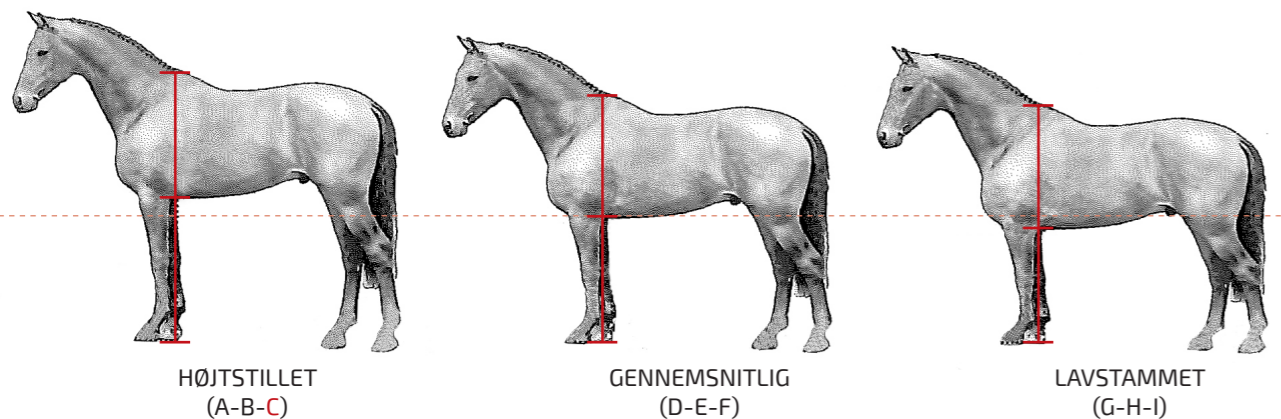 HØJTSTILLET
(A-B-C)
GENNEMSNITLIG
(D-E-F)
LAVSTAMMET
(G-H-I)